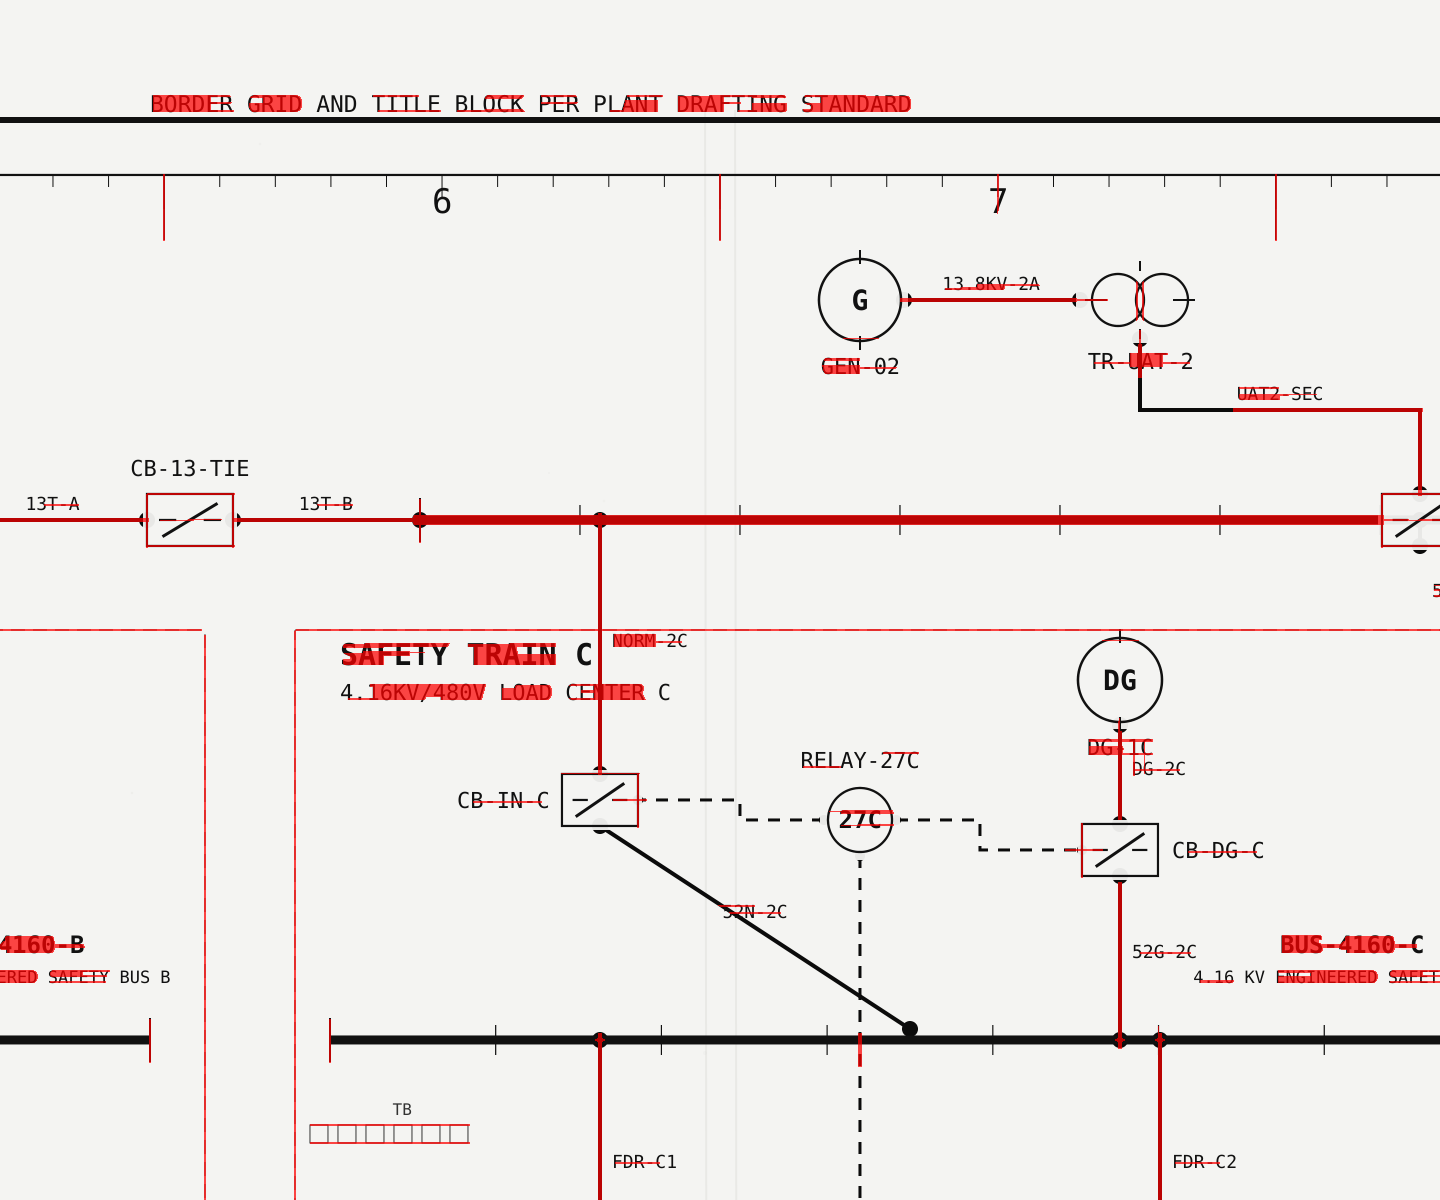 BORDER GRID AND TITLE BLOCK PER PLANT DRAFTING STANDARD
6
7
G
13.8KV-2A
GEN-02
TR-UAT-2
UAT2-SEC
CB-13-TIE
13T-A
13T-B
5
SAFETY TRAIN C
NORM-2C
4.16KV/480V LOAD CENTER C
DG
DG-1C
DG-2C
RELAY-27C
CB-IN-C
27C
CB-DG-C
52N-2C
4160-B
ERED SAFETY BUS B
52G-2C
BUS-4160-C
4.16 KV ENGINEERED SAFET
TB
FDR-C1
FDR-C2